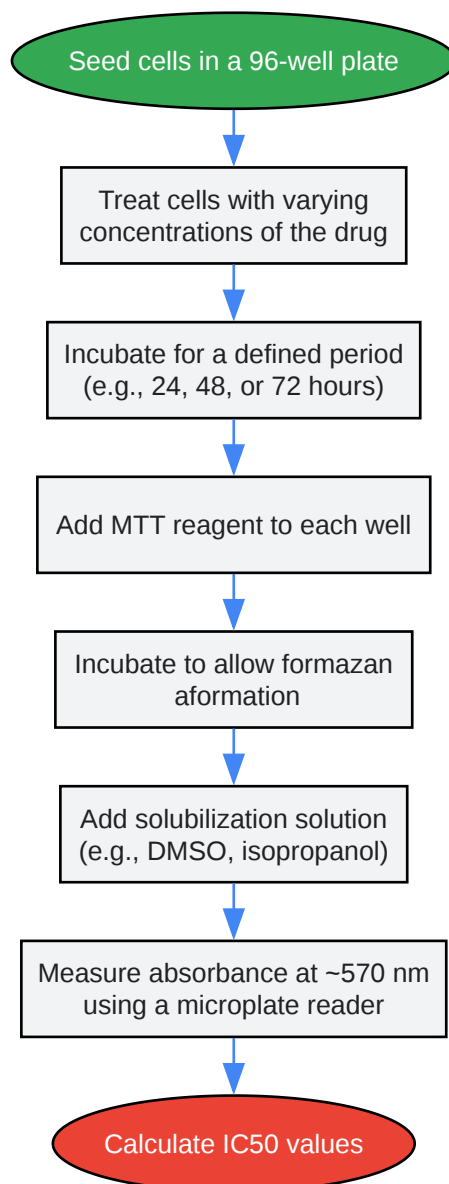 Seed cells in a 96-well plate
Treat cells with varying
concentrations of the drug
Incubate for a defined period
(e.g., 24, 48, or 72 hours)
Add MTT reagent to each well
Incubate to allow formazan
aformation
Add solubilization solution
(e.g., DMSO, isopropanol)
Measure absorbance at ~570 nm
using a microplate reader
Calculate IC50 values